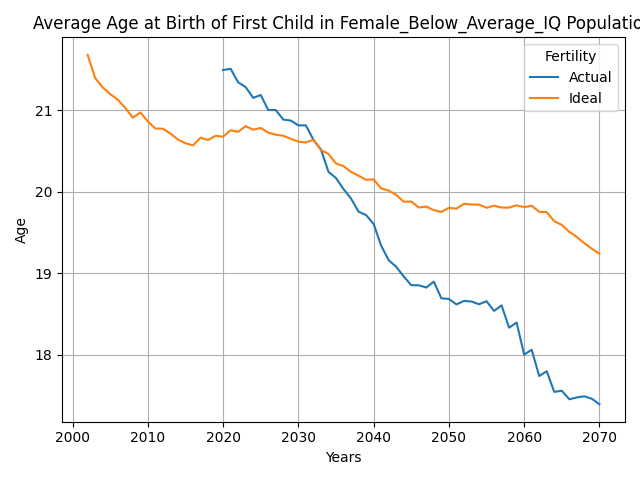 Average Age at Birth of First Child in Female_Below_Average_IQ Populatio
Fertility
Actual
Ideal
21
20
19
18
Age
2000 2010 2020 2030 2040 2050 2060 2070
Years